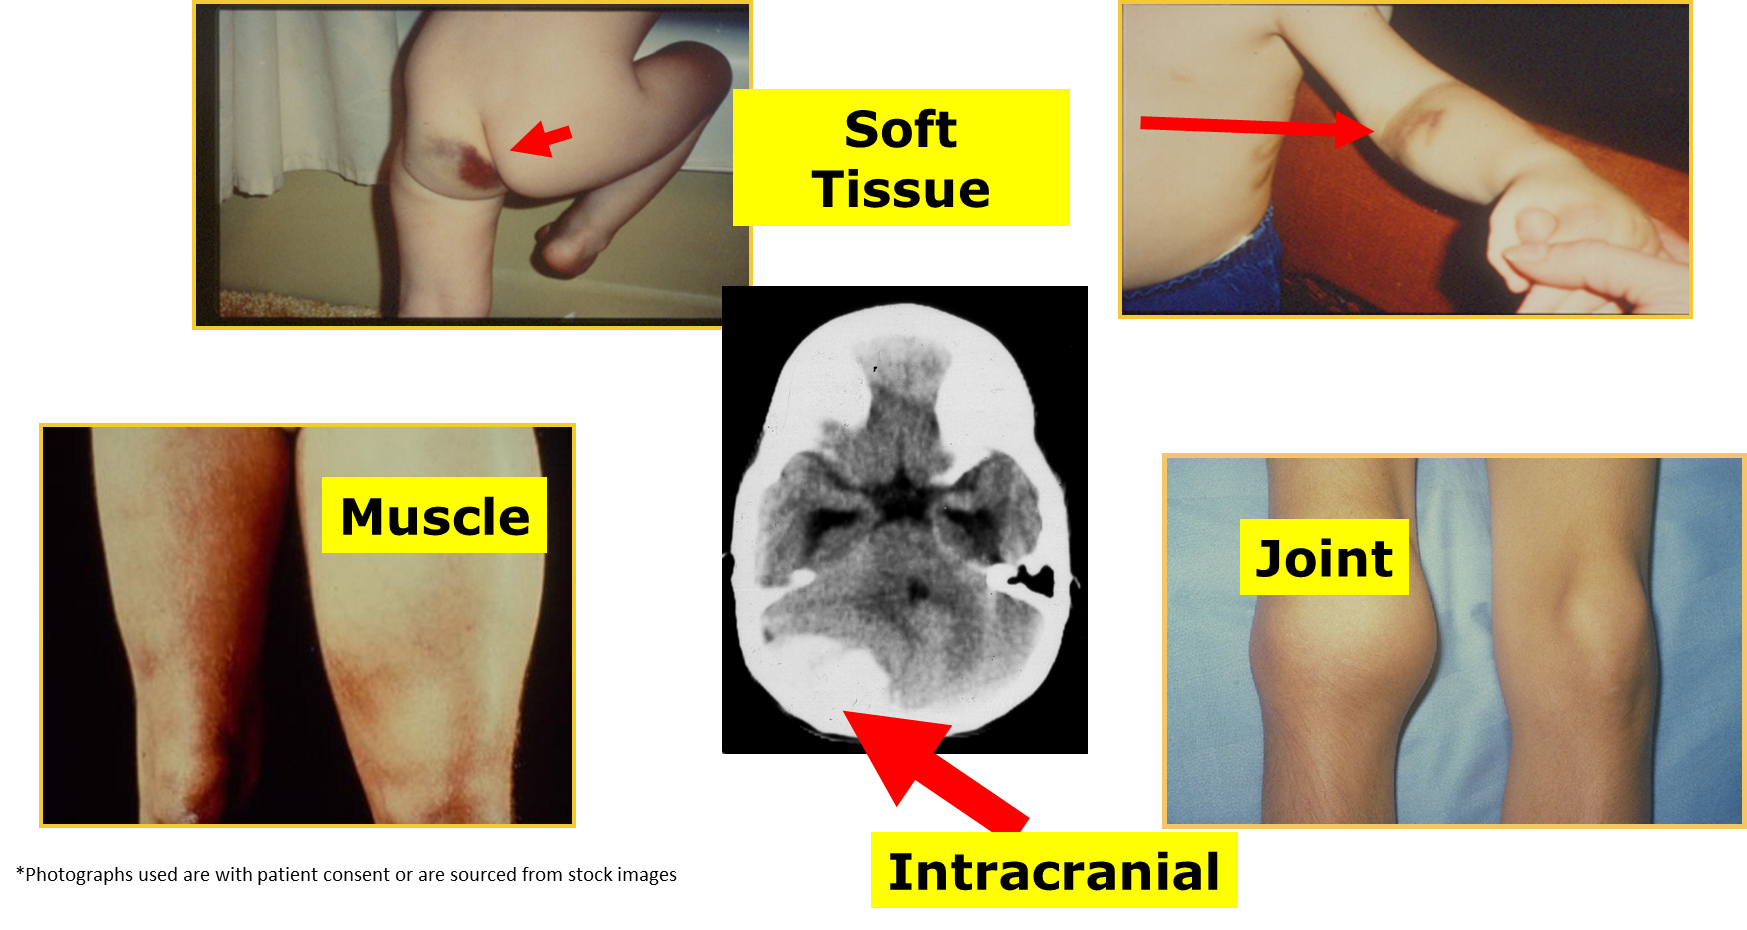 Soft
Tissue
Muscle
Joint
Intracranial
*Photographs used are with patient consent or are sourced from stock images